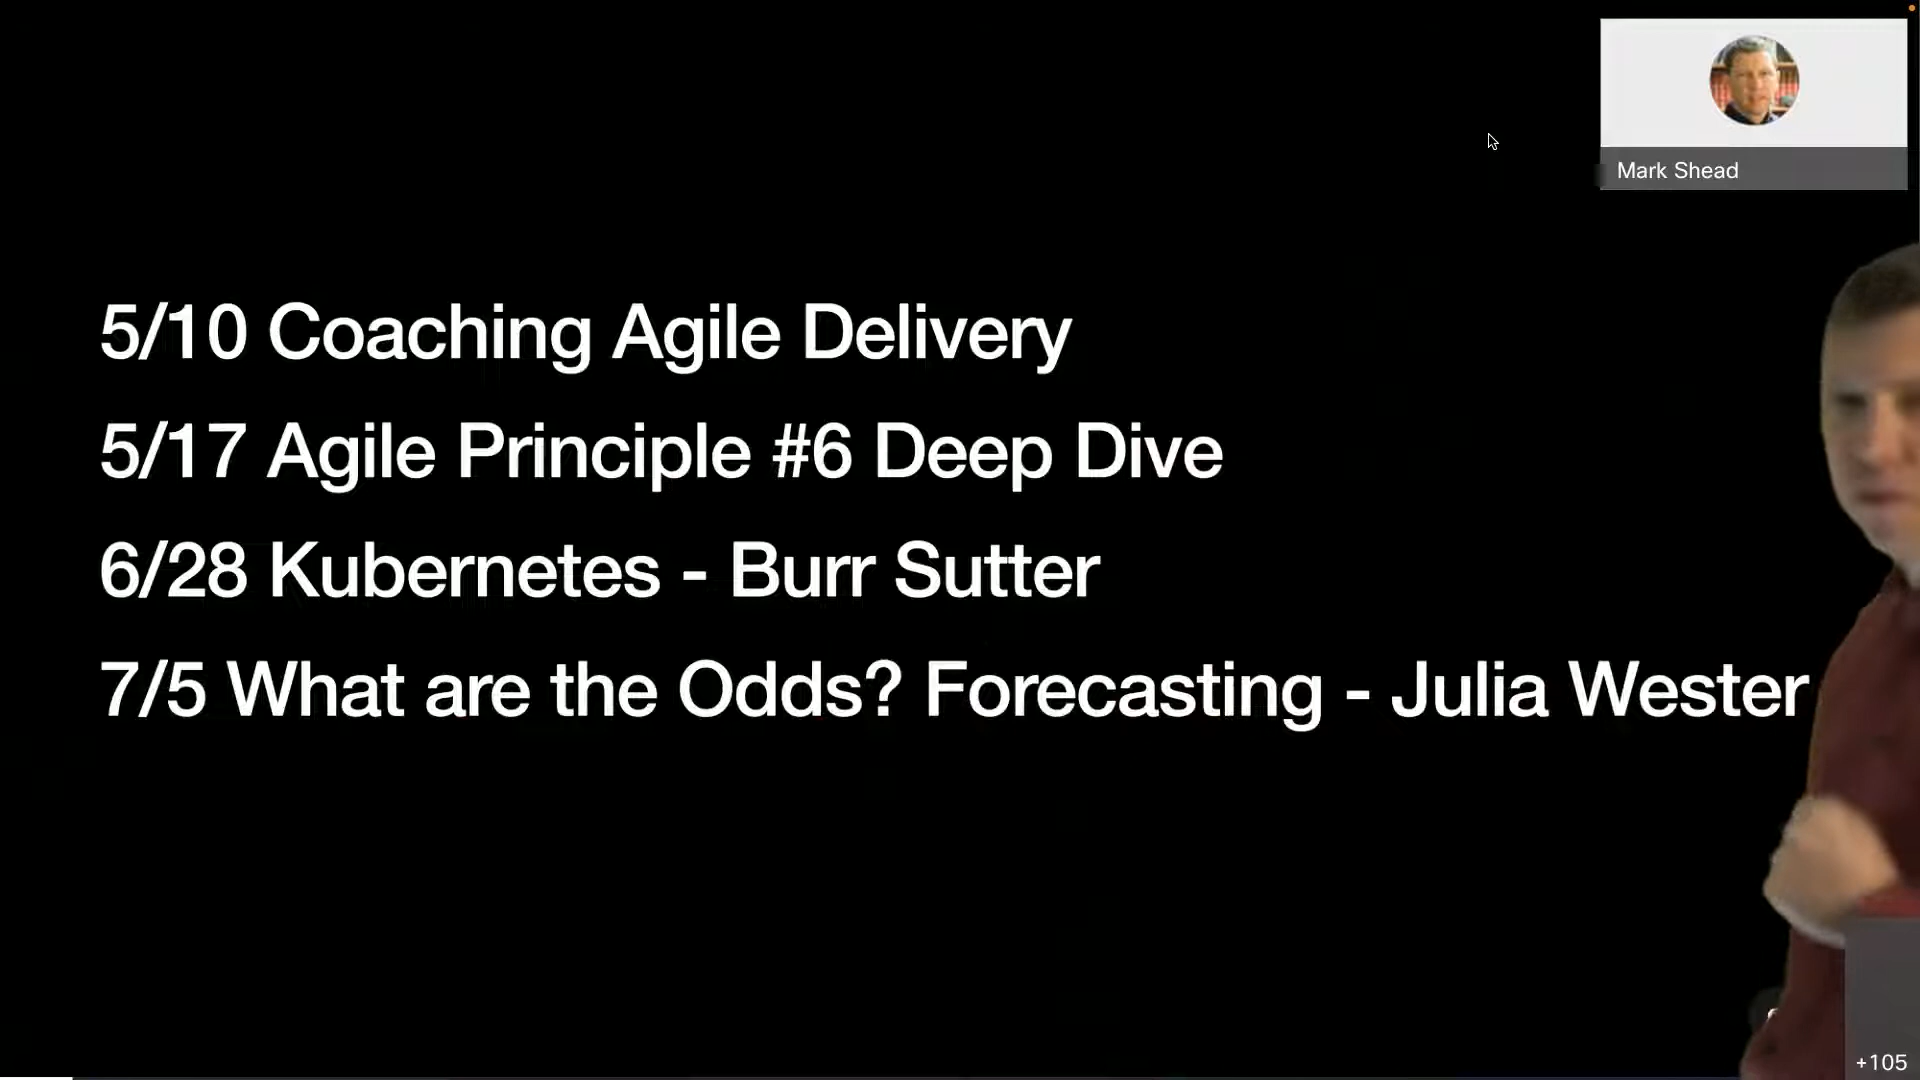 Mark Shead
5/10 Coaching Agile Delivery
5/17 Agile Principle #6 Deep Dive
6/28 Kubernetes - Burr Sutter
7/5 What are the Odds? Forecasting - Julia Wester
+105